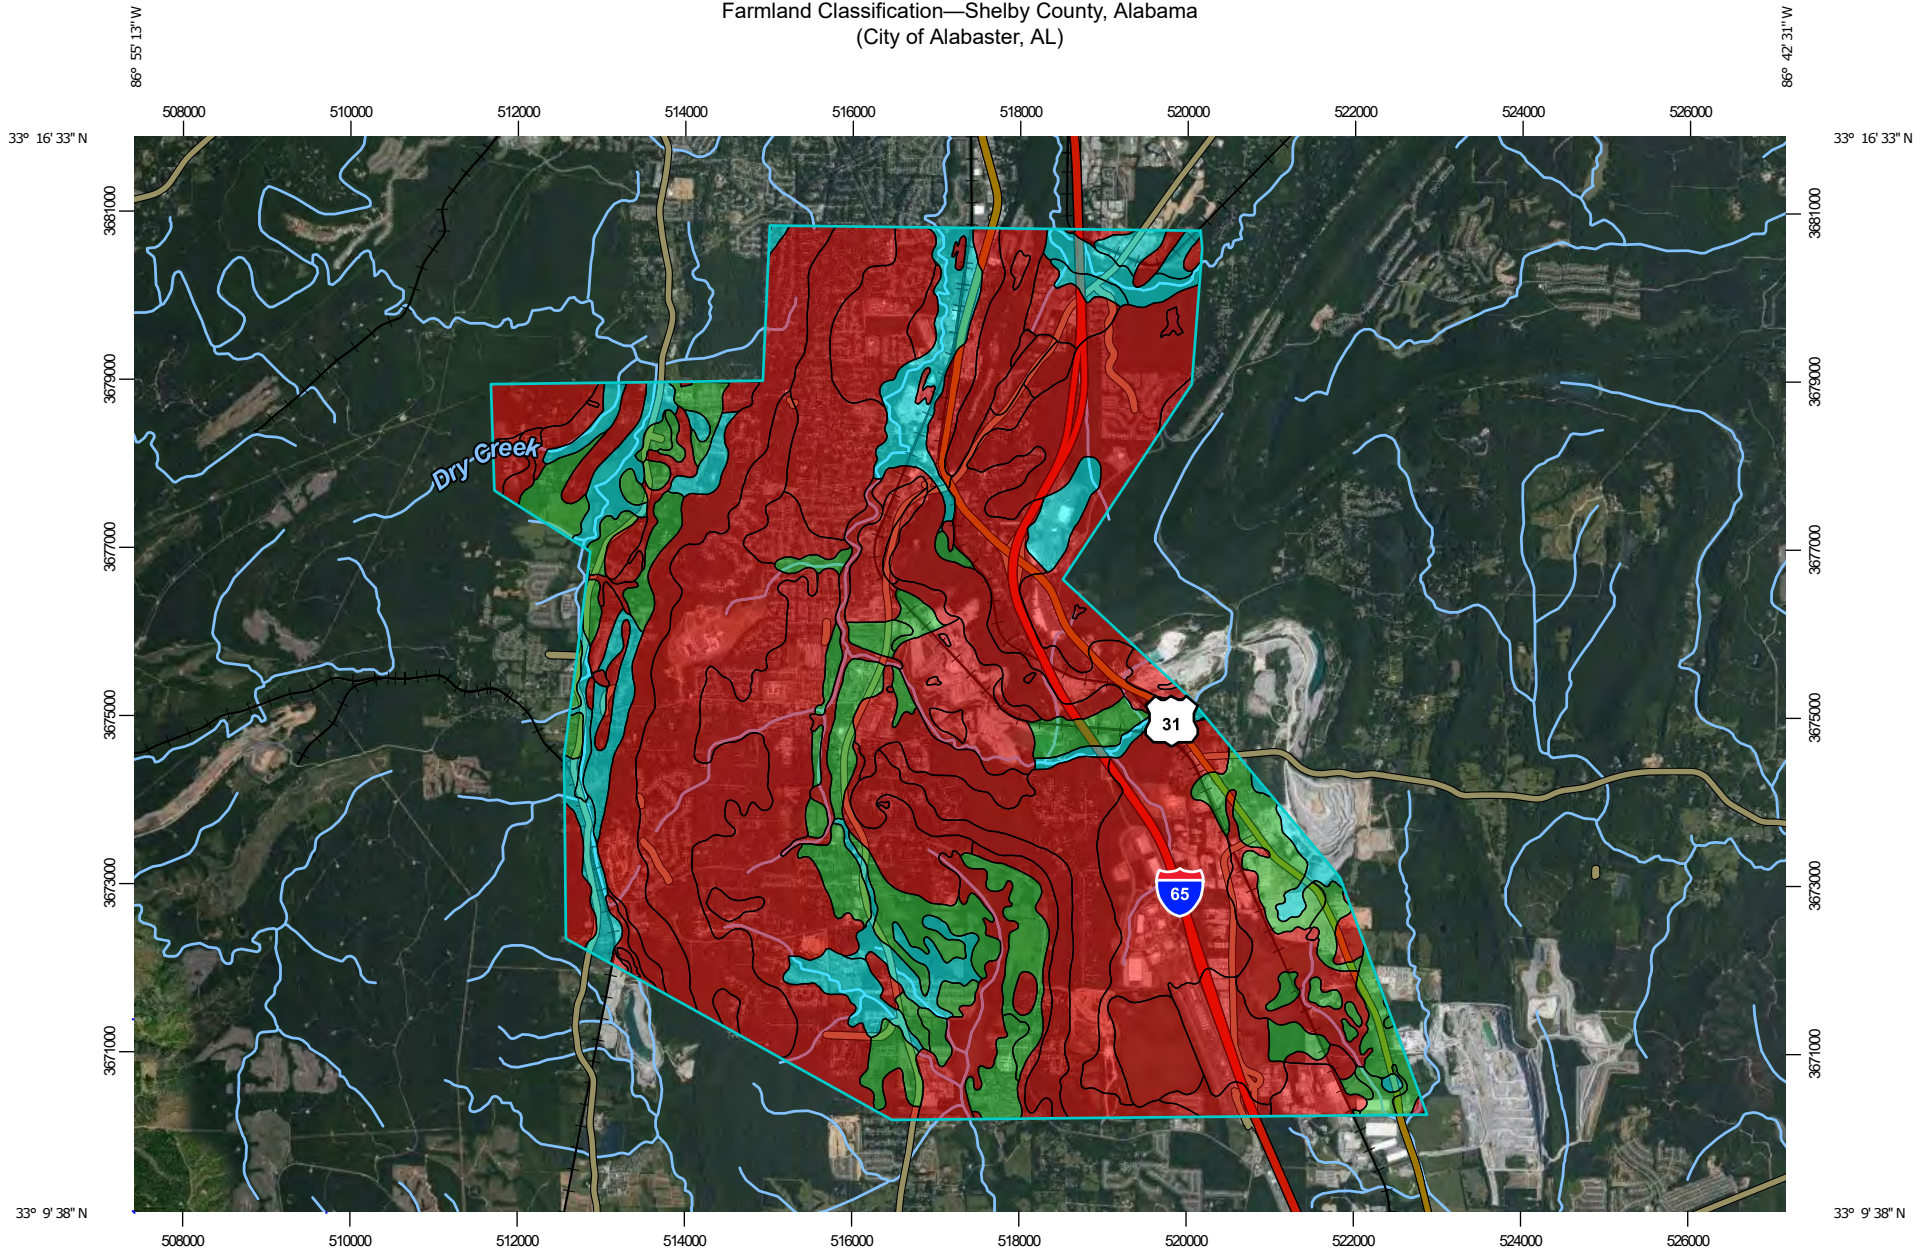 Farmland Classification—Shelby County, Alabama
(City of Alabaster, AL)
86° 55' 13" W
86° 42' 31" W
508000 510000 512000 514000 516000 518000 520000 522000 524000 526000
33° 16' 33" N
33° 16' 33" N
3681000
3681000
3679000
3679000
Dry Creek
3677000
3677000
3675000
3675000
31
3673000
3673000
65
3671000
3671000
33° 9' 38" N
33° 9' 38" N
508000 510000 512000 514000 516000 518000 520000 522000 524000 526000